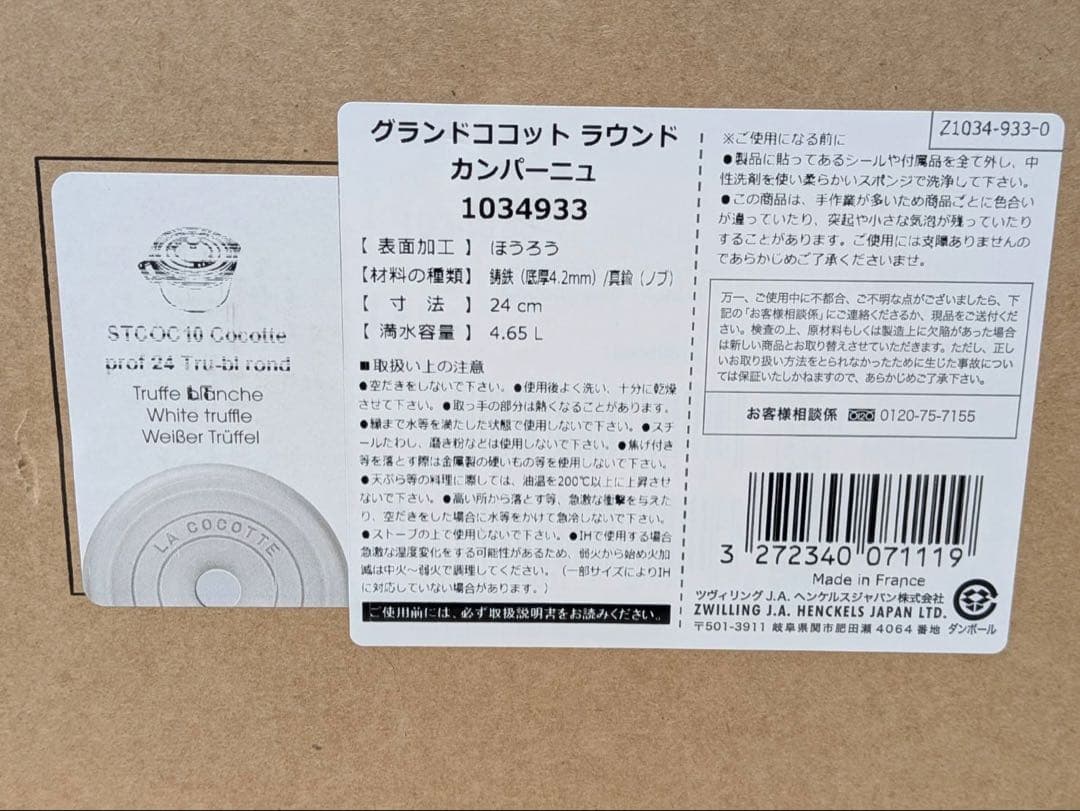 STCOC10 Cocotte
prof 24 Tru-bi rond
Truffe blanche
White truffle
Weißer Trüffel
LA COCOTTE
グランドココット ラウンド
カンパーニュ
1034933
【 表面加工 】 ほうろう
【材料の種類】 鋳鉄（底厚4.2mm）/真鍮（ノブ）
【 寸 法 】 24 cm
【 満水容量 】 4.65 L
■取扱い上の注意
●空だきをしないで下さい。●使用後よく洗い、十分に乾燥
させて下さい。●取っ手の部分は熱くなることがあります。
●縁まで水等を満たした状態で使用しないで下さい。●スチ
ールたわし、磨き粉などは使用しないで下さい。●焦げ付き
等を落とす際は金属製の硬いもの等を使用しないで下さい。
●天ぷら等の料理に際しては、油温を200℃以上に上昇させ
ないで下さい。●高い所から落とす等、急激な衝撃を与えた
り、空だきをした場合に水等をかけて急冷しないで下さい。
●ストーブの上で使用しないで下さい。●IHで使用する場合
急激な温度変化をする可能性があるため、弱火から始め火加
減は中火～弱火で調理してください。（一部サイズによりIH
に対応していない場合があります。）
ご使用前には、必ず取扱説明書をお読みください。
Z1034-933-0
※ご使用になる前に
●製品に貼ってあるシールや付属品を全て外し、中
性洗剤を使い柔らかいスポンジで洗浄して下さい。
●この商品は、手作業が多いため商品ごとに色合い
が違っていたり、突起や小さな気泡が残っていたり
することがあります。ご使用には支障ありませんの
であらかじめご了承くださいませ。
万一、ご使用中に不都合、ご不明な点がございましたら、下
記の「お客様相談係」にご連絡くださるか、現品をご送付くだ
さい。検査の上、原材料もしくは製造上に欠陥があった場合
は新しい商品とお取り替えさせていただきます。ただし、正し
いお取り扱い方法をとられなかったために生じた事故につい
ては保証いたしかねますので、あらかじめご了承下さい。
お客様相談係 0120-75-7155
3 272340 071119
Made in France
ツヴィリング J.A. ヘンケルスジャパン株式会社
ZWILLING J.A. HENCKELS JAPAN LTD.
〒501-3911 岐阜県関市肥田瀬 4064 番地 ダンボール